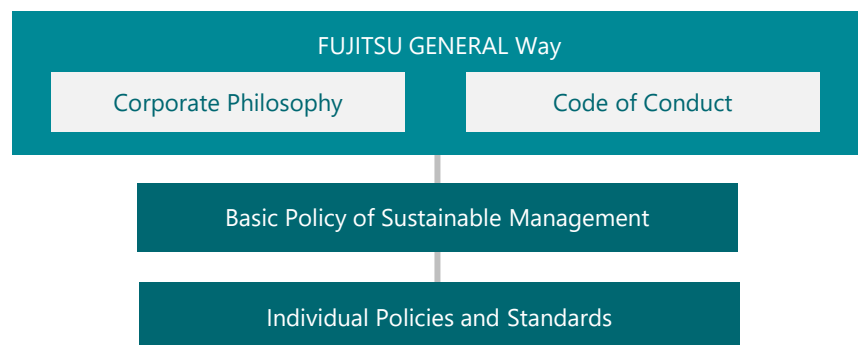 FUJITSU GENERAL Way
Corporate Philosophy
Code of Conduct
Basic Policy of Sustainable Management
Individual Policies and Standards